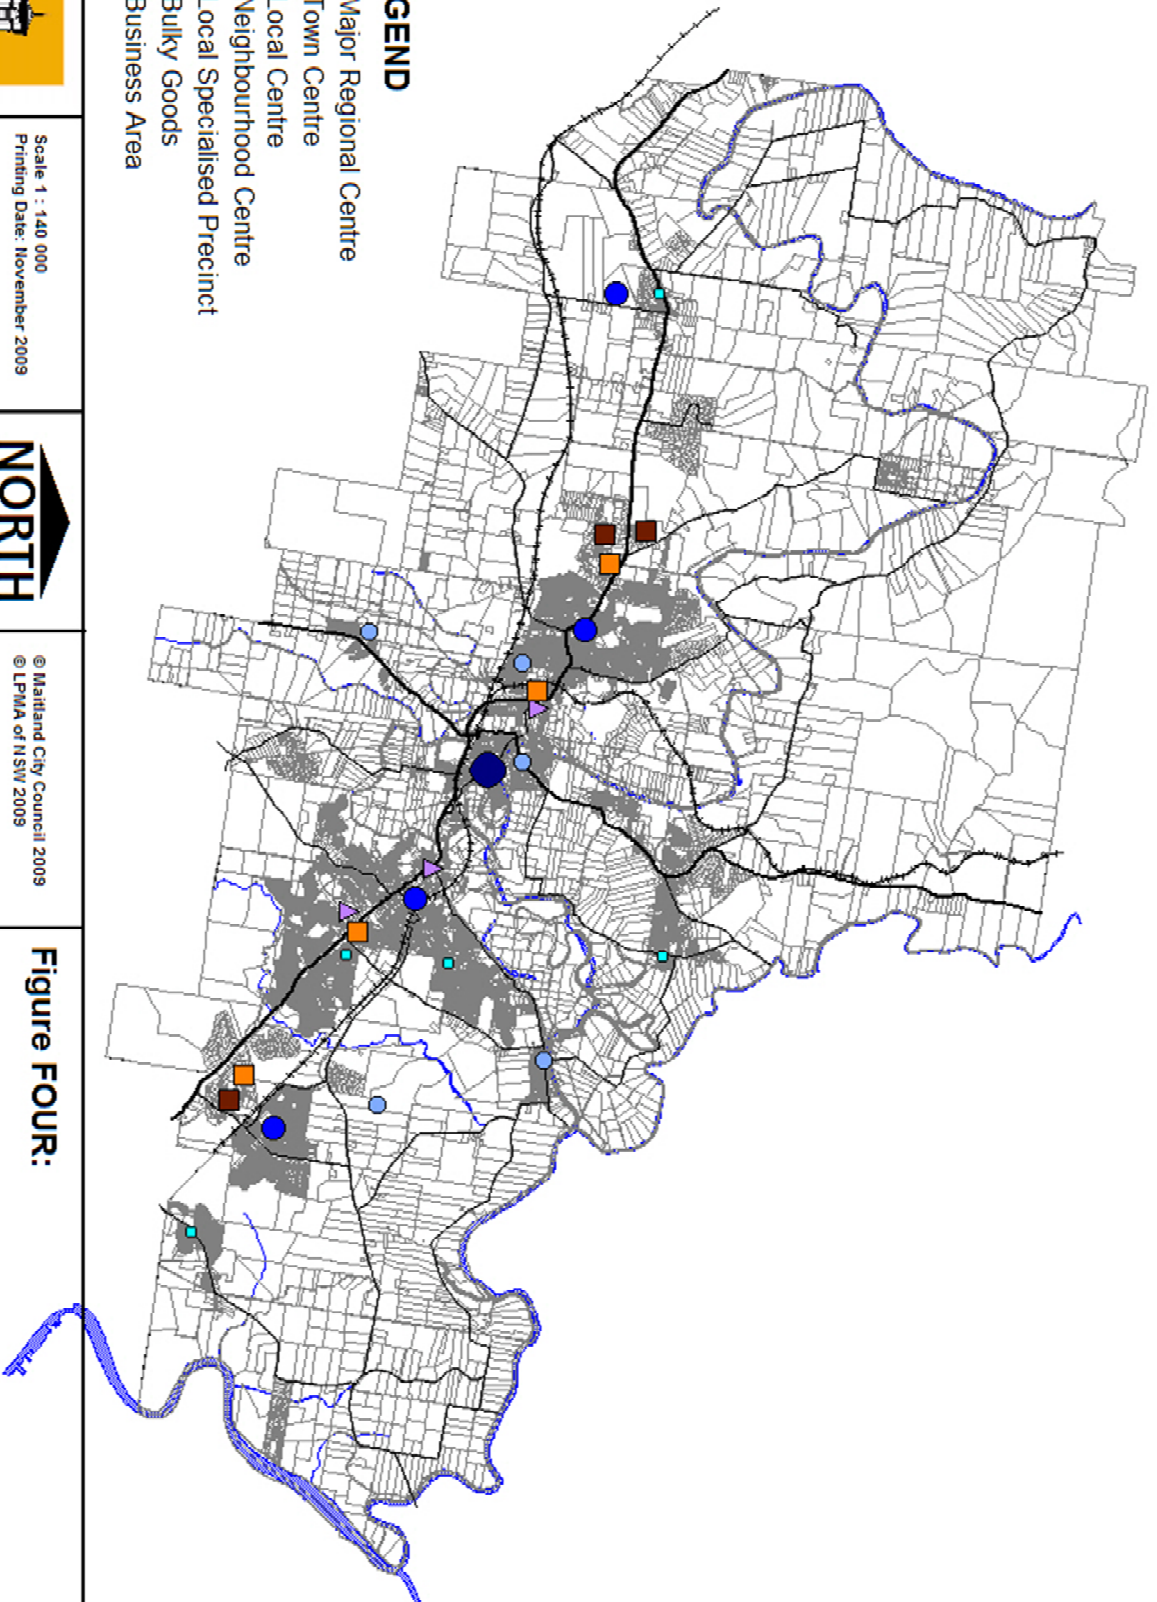 GEND
Major Regional Centre
Town Centre
Local Centre
Neighbourhood Centre
Local Specialised Precinct
Bulky Goods
Business Area
Scale 1 : 140 000
Printing Date: November 2009
NORTH
© Maitland City Council 2009
© LPMA of NSW 2009
Figure FOUR: